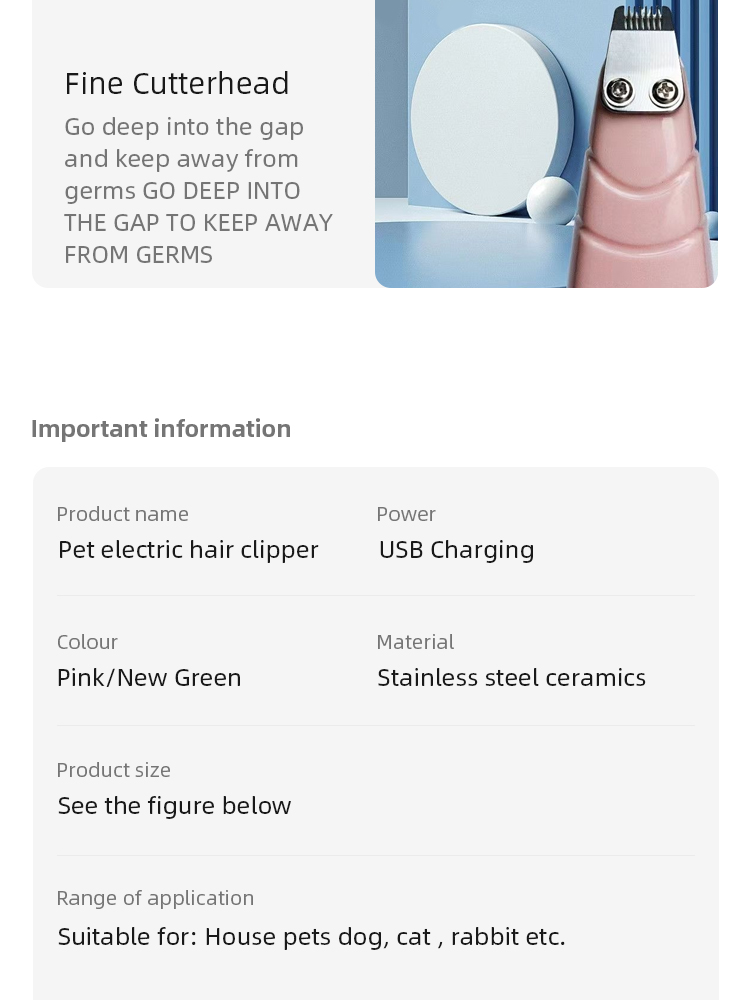 Fine Cutterhead
Go deep into the gap
and keep away from
germs GO DEEP INTO
THE GAP TO KEEP AWAY
FROM GERMS
Important information
Product name
Pet electric hair clipper
Power
USB Charging
Colour
Pink/New Green
Material
Stainless steel ceramics
Product size
See the figure below
Range of application
Suitable for: House pets dog, cat , rabbit etc.